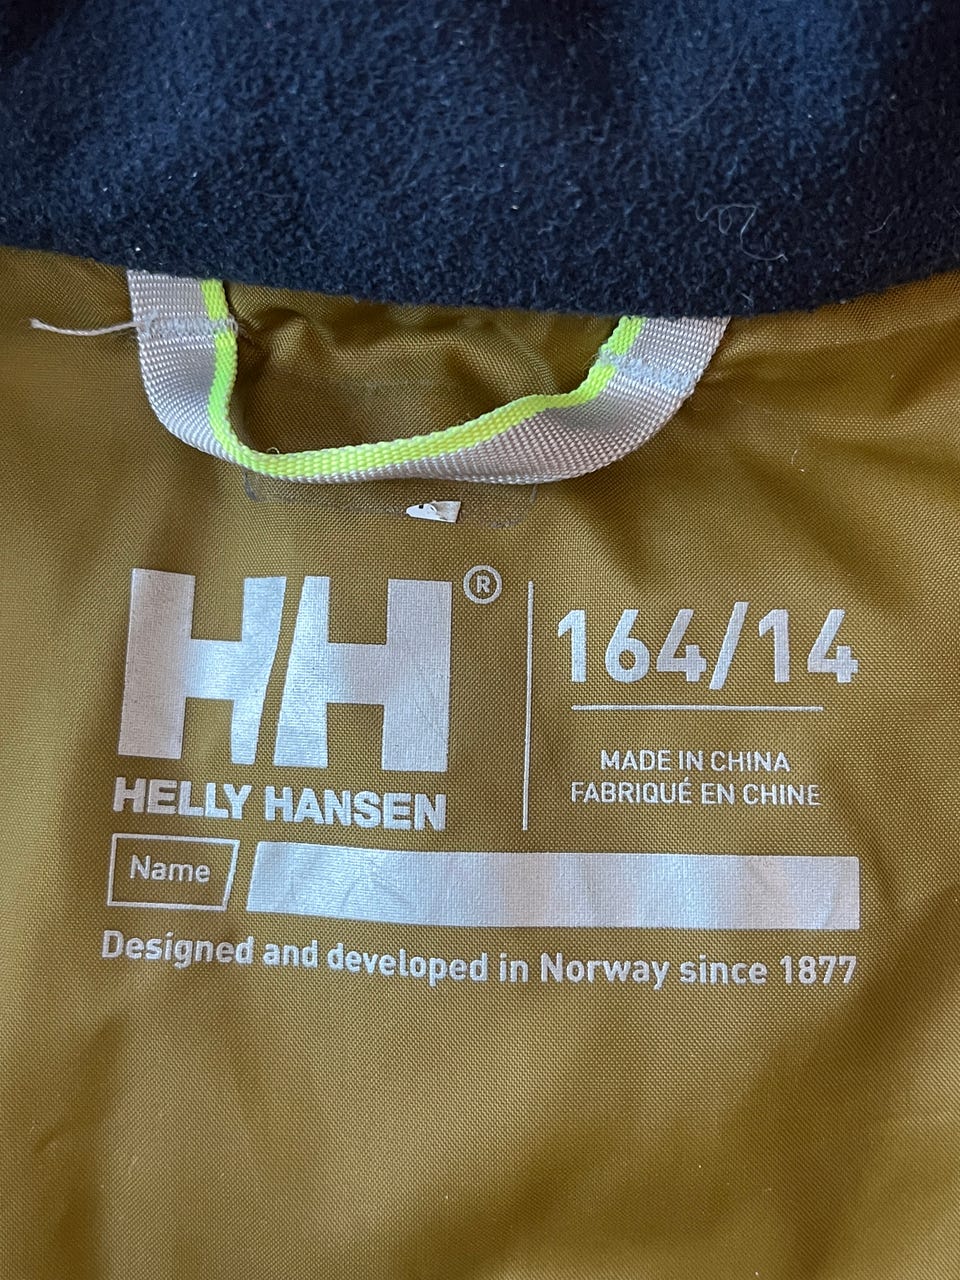 HH®
HELLY HANSEN
164/14
MADE IN CHINA
FABRIQUÉ EN CHINE
Name
Designed and developed in Norway since 1877